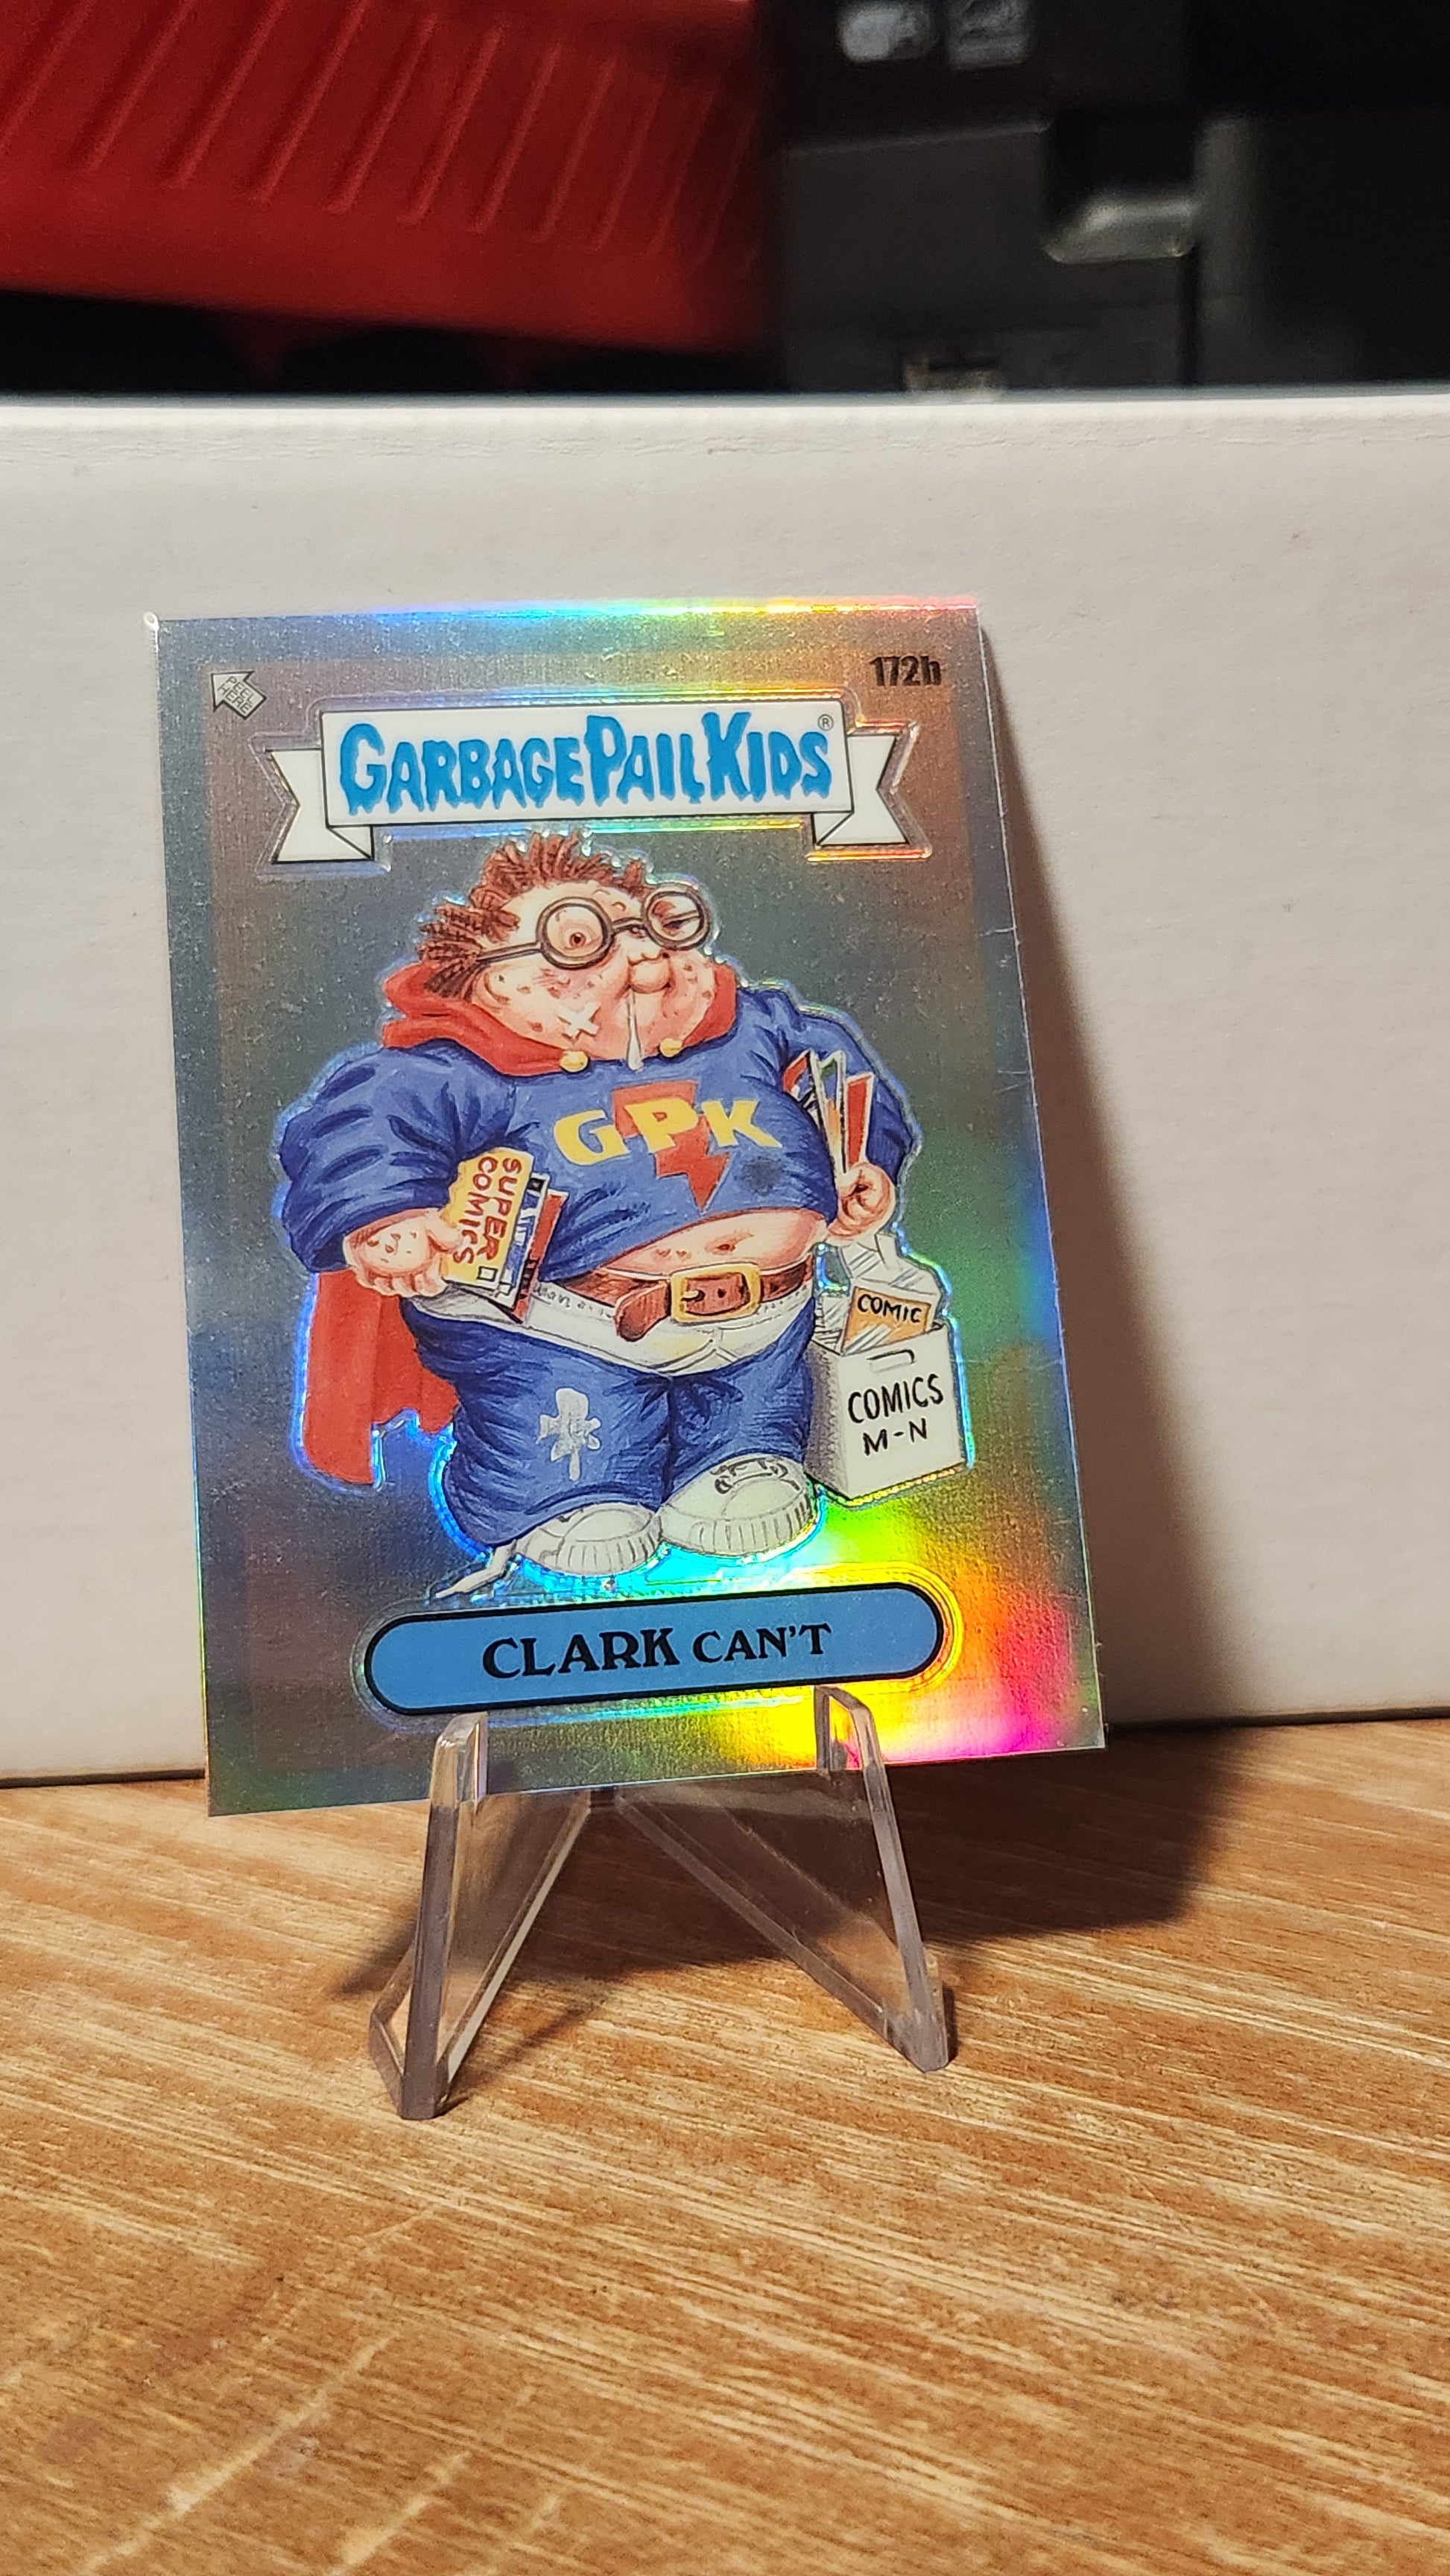 172b
PEEL
HERE
GARBAGE PAIL KIDS®
GPK
SUPER
COMICS
COMIC
COMICS
M-N
CLARK CAN'T